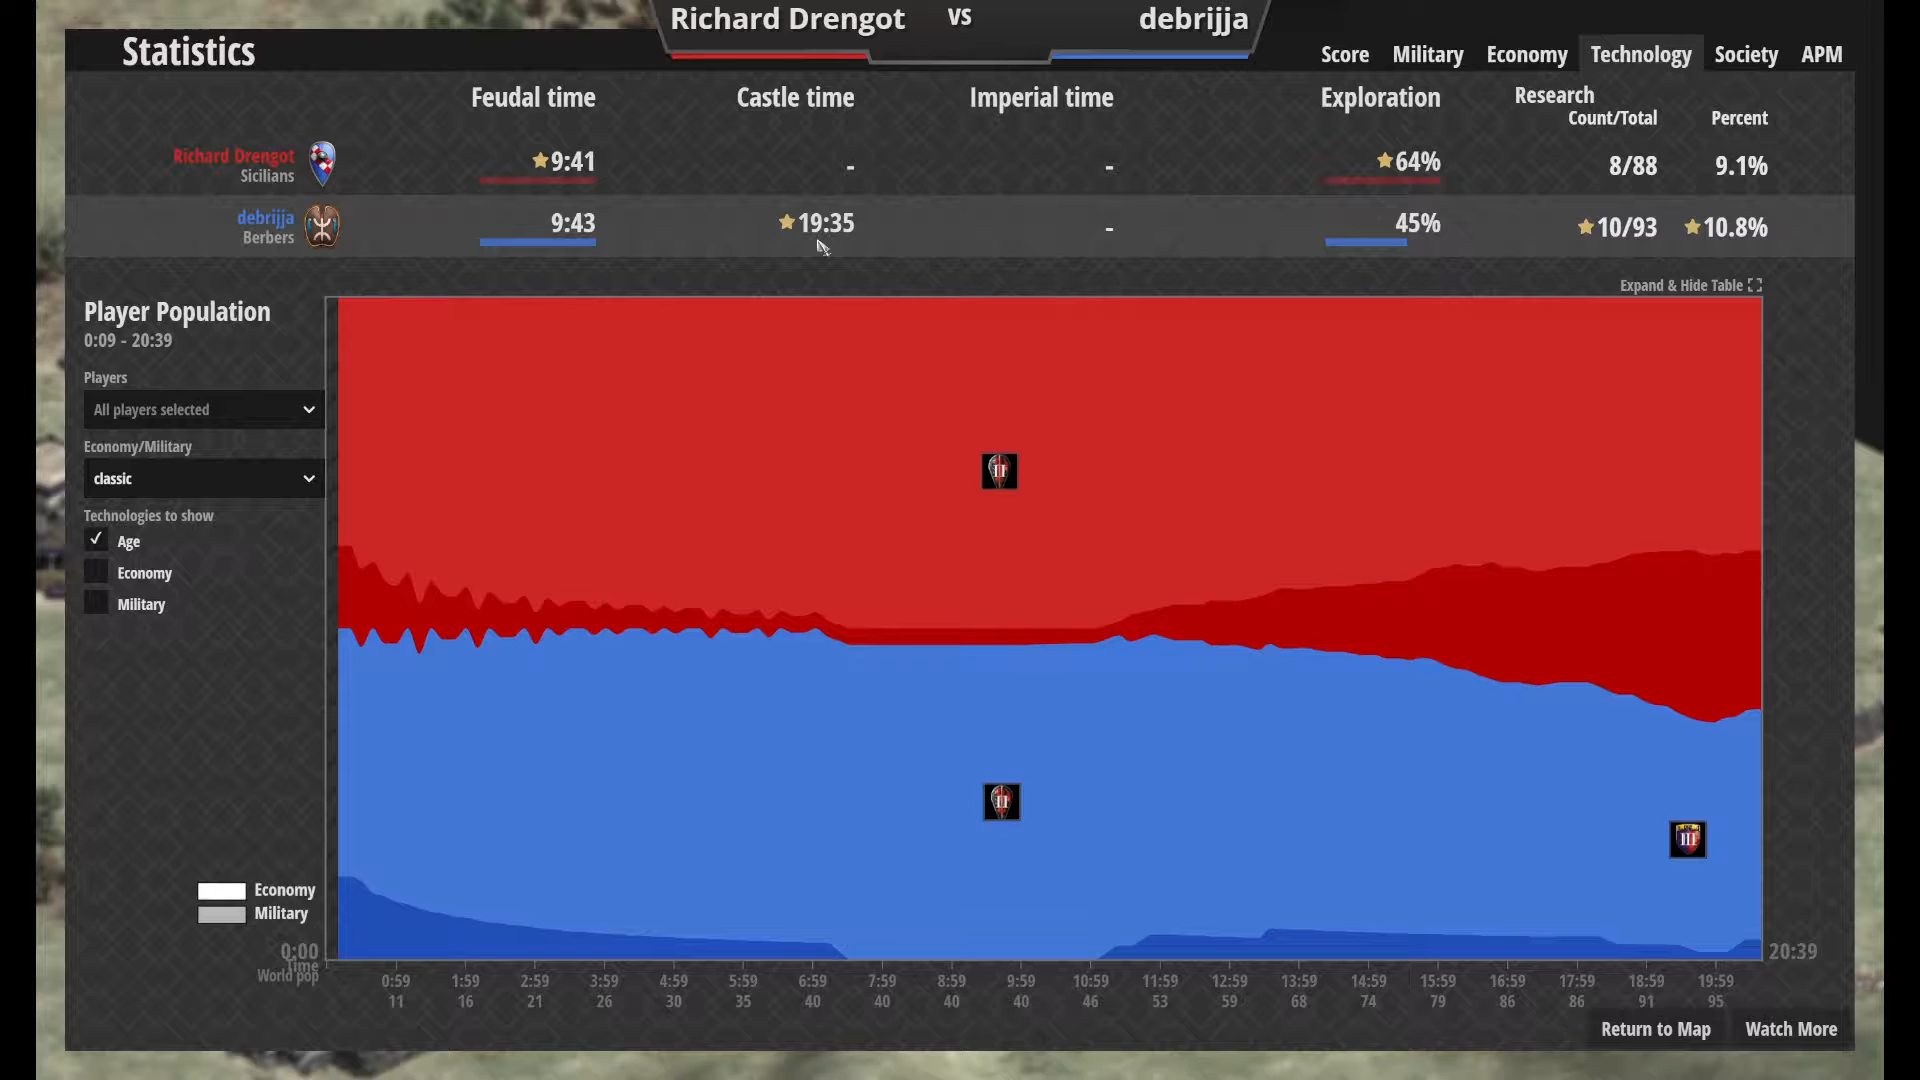 Richard Drengot VS debrijja
Statistics
Score Military Economy Technology Society APM
Feudal time Castle time Imperial time Exploration Research
Count/Total Percent
Richard Drengot
Sicilians
9:41 - - 64% 8/88 9.1%
debrijja
Berbers
9:43 19:35 - 45% 10/93 10.8%
Expand & Hide Table
Player Population
0:09 - 20:39
Players
All players selected
Economy/Military
classic
Technologies to show
Age
Economy
Military
II
II
III
Economy
Military
0:00 20:39
Time
World pop
0:59 1:59 2:59 3:59 4:59 5:59 6:59 7:59 8:59 9:59 10:59 11:59 12:59 13:59 14:59 15:59 16:59 17:59 18:59 19:59
11 16 21 26 30 35 40 40 40 40 46 53 59 68 74 79 86 86 91 95
Return to Map Watch More